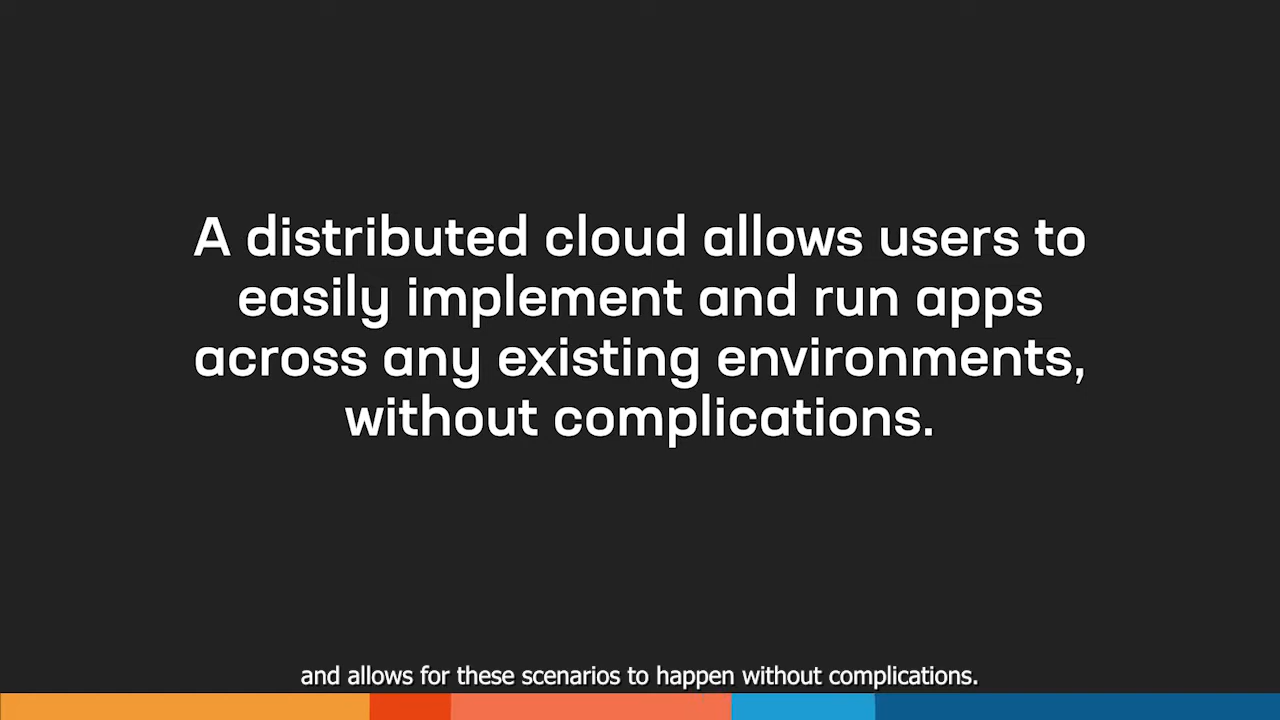 A distributed cloud allows users to
easily implement and run apps
across any existing environments,
without complications.
and allows for these scenarios to happen without complications.